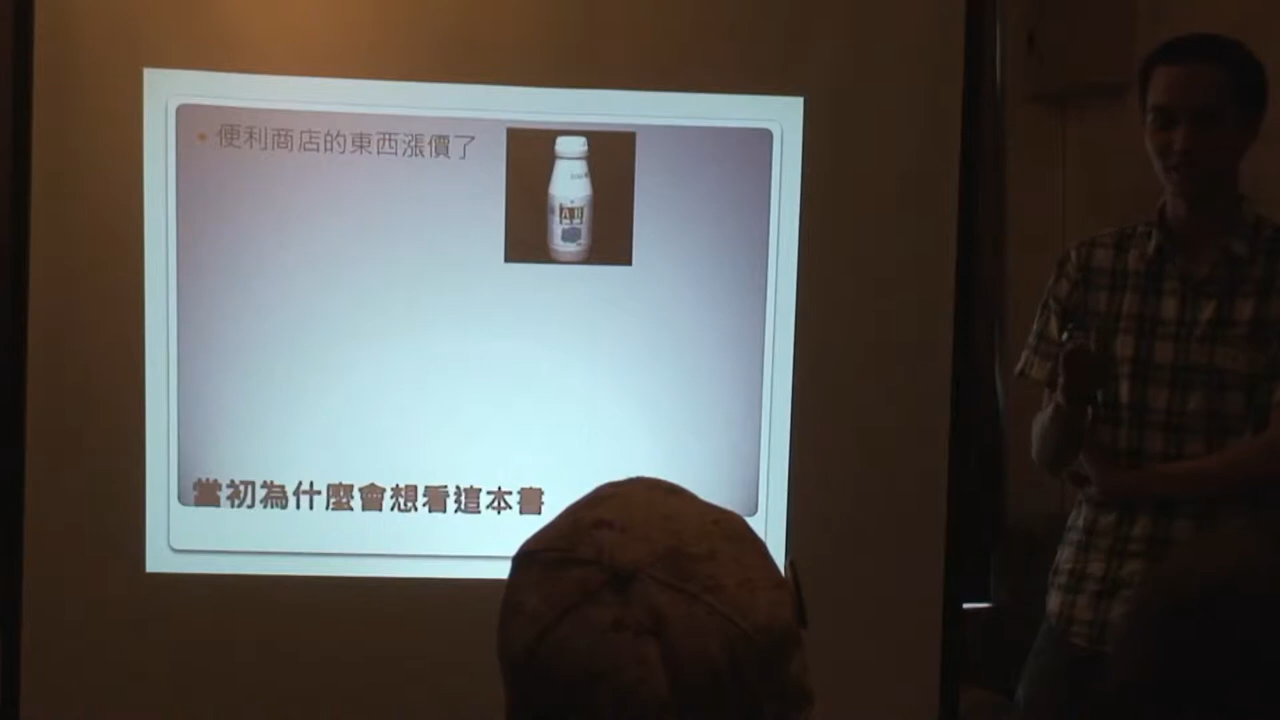 便利商店的東西漲價了
AB
當初為什麼會想看這本書